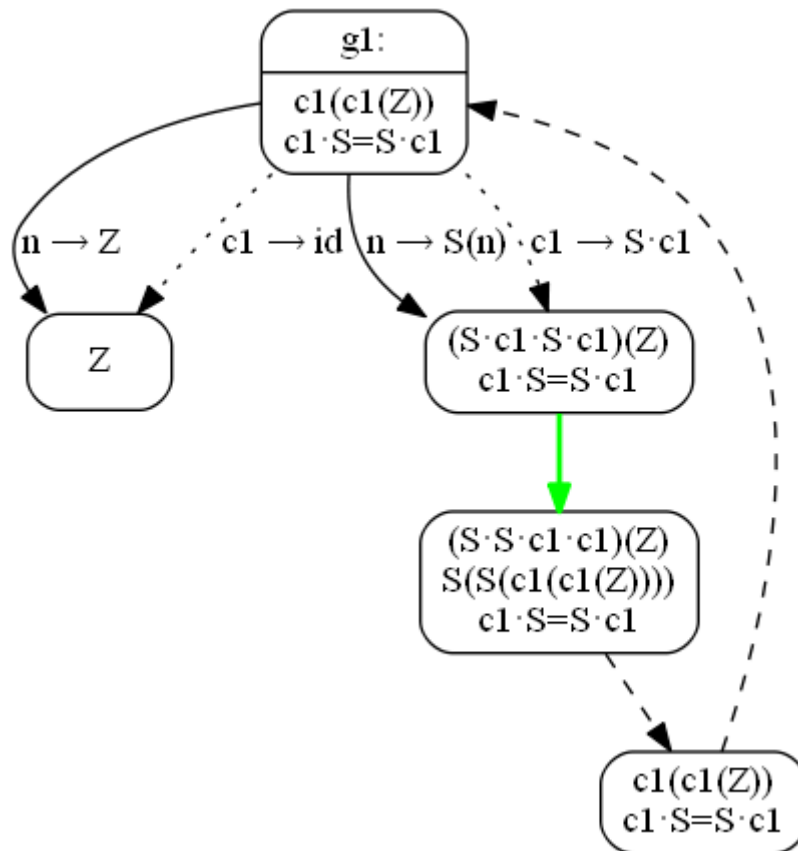 g1:
c1(c1(Z))
c1·S=S·c1
n → Z
c1 → id
n → S(n)
c1 → S·c1
Z
(S·c1·S·c1)(Z)
c1·S=S·c1
(S·S·c1·c1)(Z)
S(S(c1(c1(Z))))
c1·S=S·c1
c1(c1(Z))
c1·S=S·c1